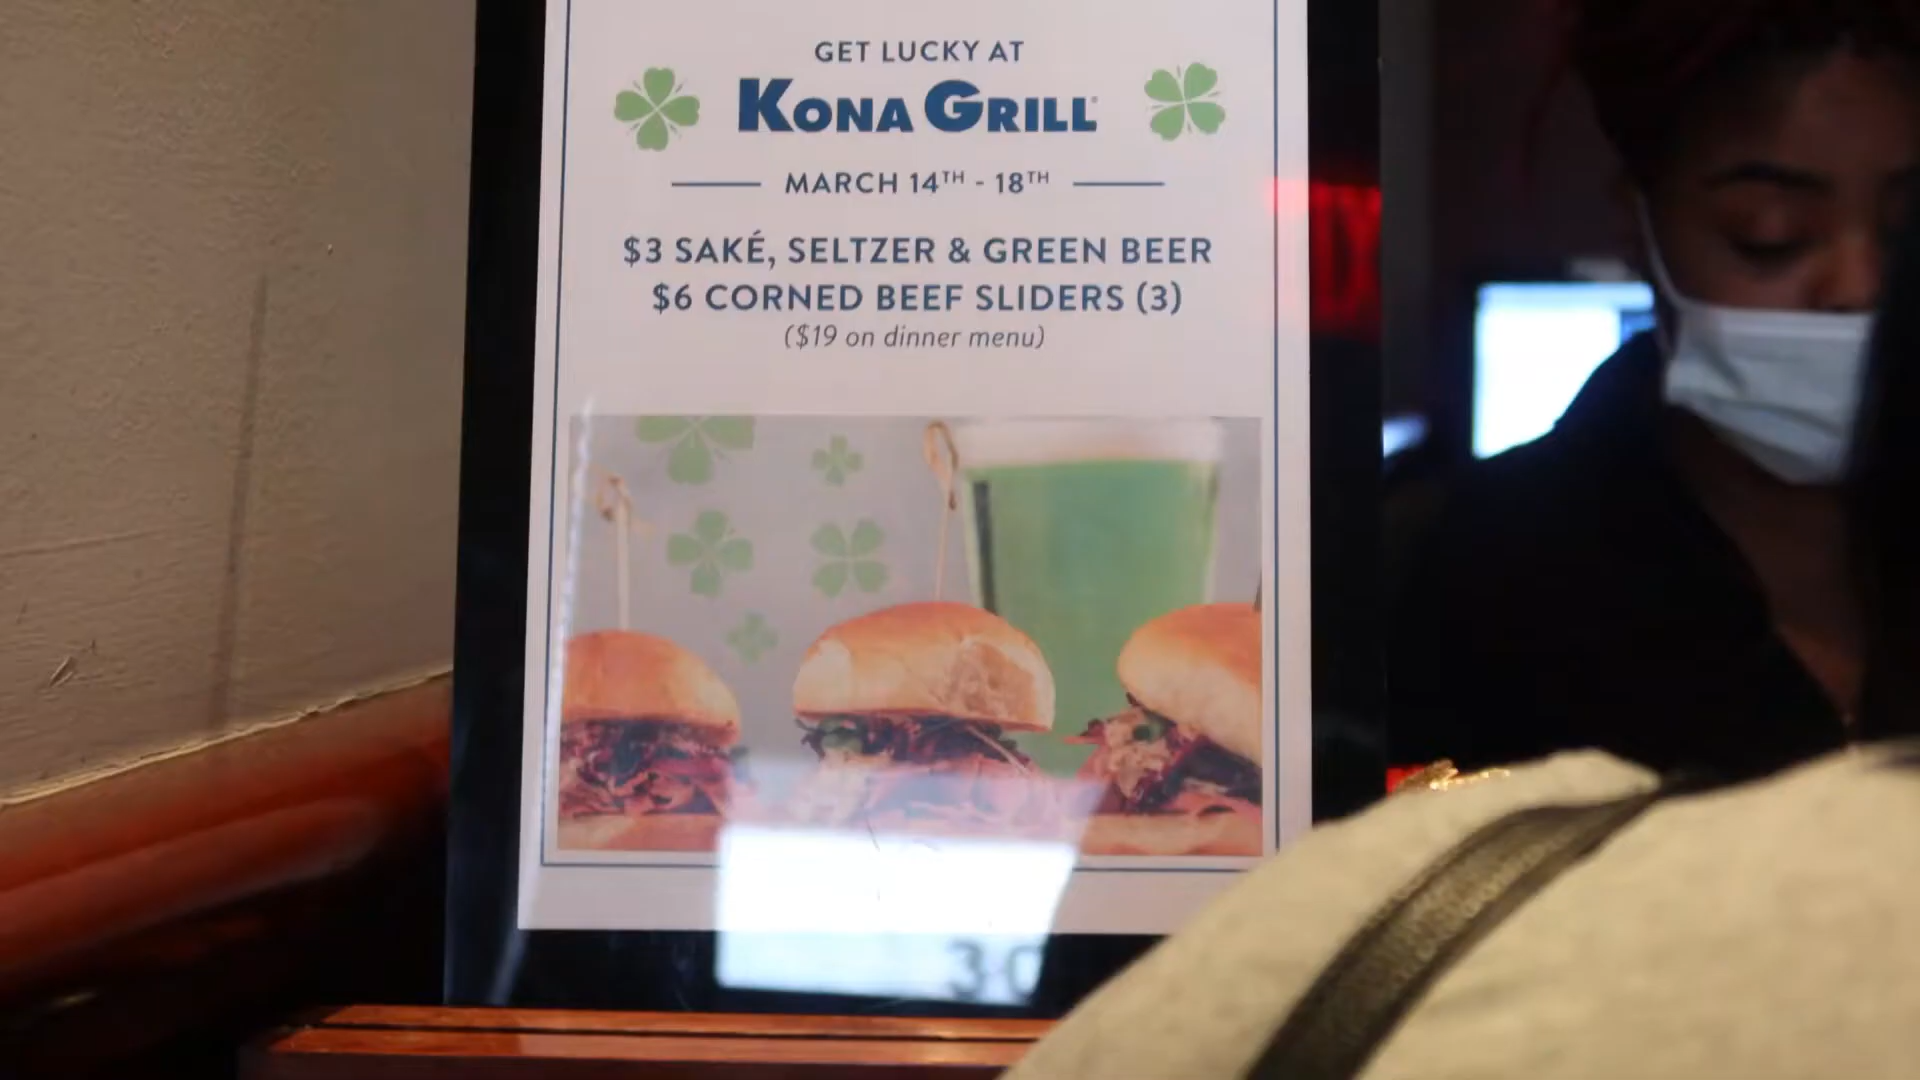 GET LUCKY AT
KONA GRILL
MARCH 14TH - 18TH
$3 SAKÉ, SELTZER & GREEN BEER
$6 CORNED BEEF SLIDERS (3)
($19 on dinner menu)
30